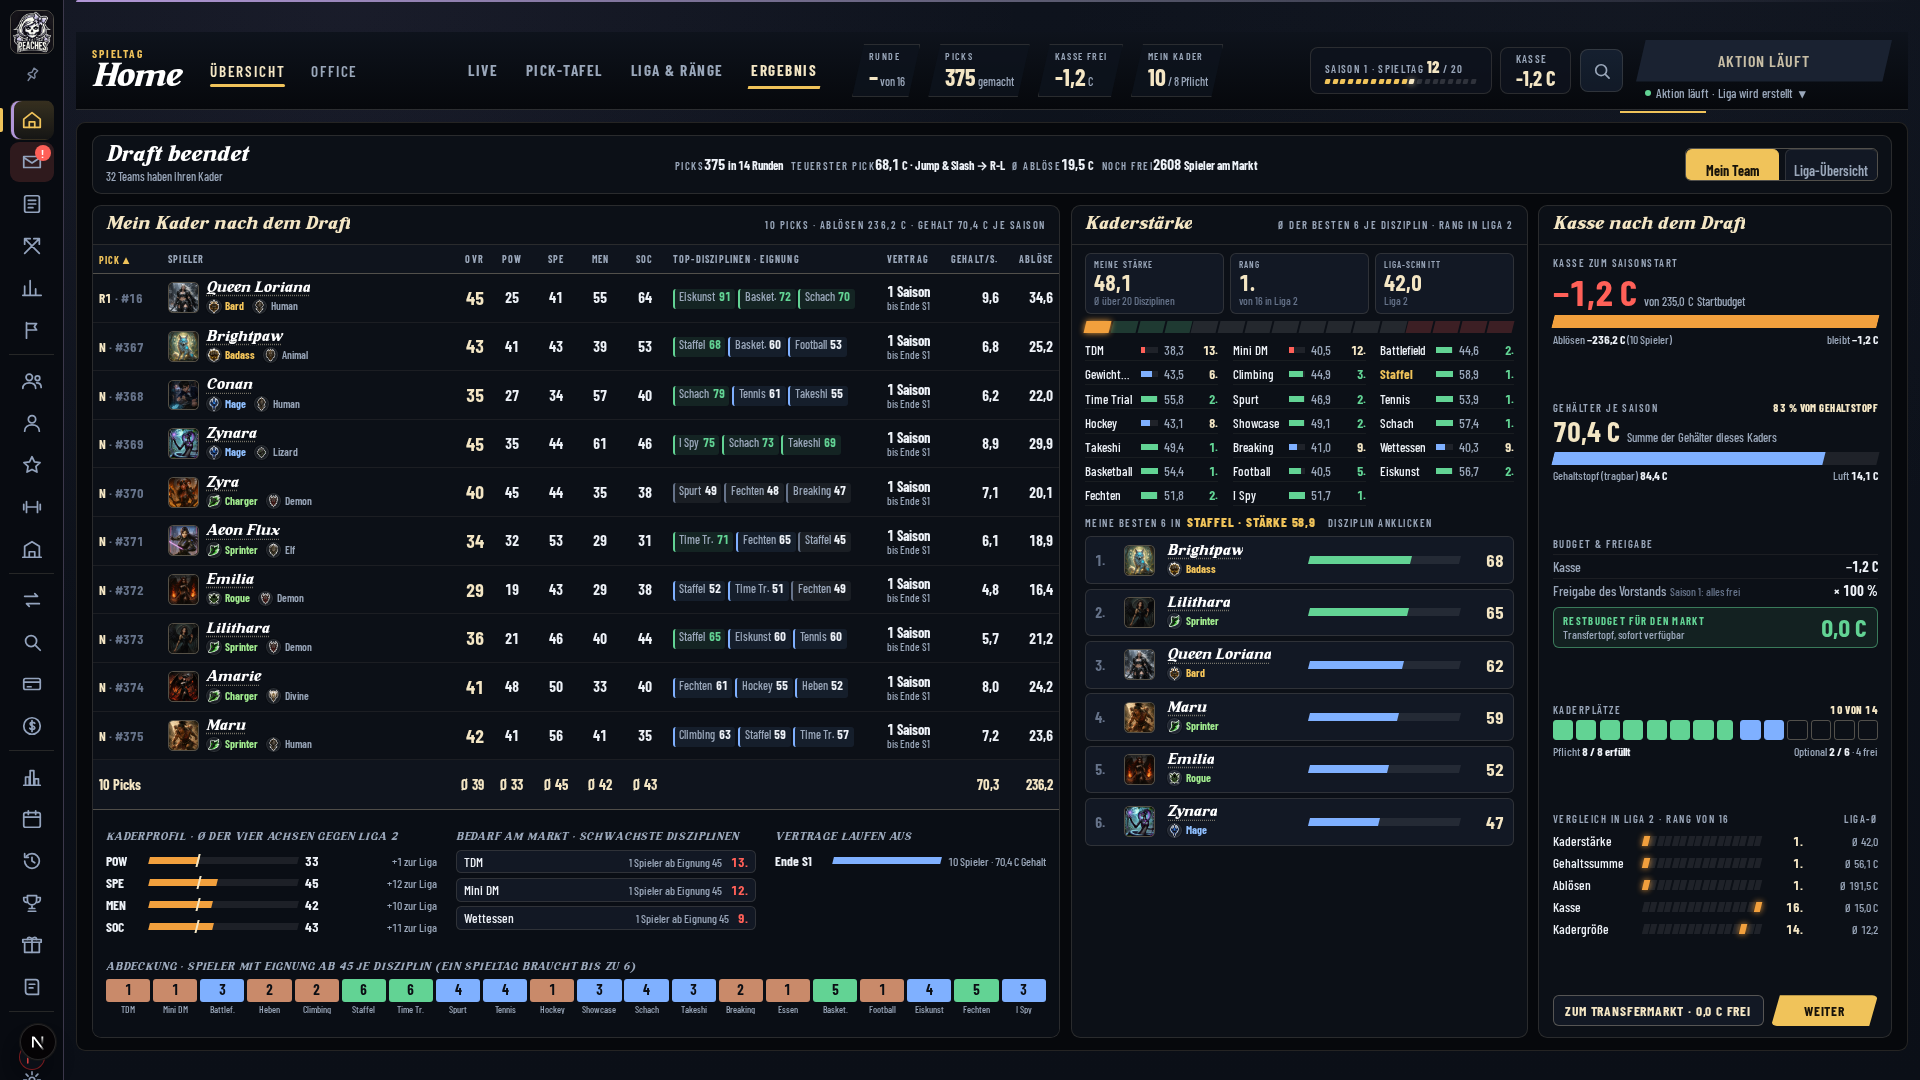 SPIELTAG
Home
ÜBERSICHT OFFICE
LIVE PICK-TAFEL LIGA & RÄNGE ERGEBNIS
RUNDE
– von 16
PICKS
375 gemacht
KASSE FREI
-1,2 C
MEIN KADER
10 / 8 Pflicht
SAISON 1 · SPIELTAG 12 / 20
KASSE
-1,2 C
AKTION LÄUFT
Aktion läuft · Liga wird erstellt ▼
Draft beendet
32 Teams haben Ihren Kader
PICKS 375 in 14 Runden TEUERSTER PICK 68,1 C · Jump & Slash → R-L Ø ABLÖSE 19,5 C NOCH FREI 2608 Spieler am Markt
Mein Team Liga-Übersicht
Mein Kader nach dem Draft
10 PICKS · ABLÖSEN 236,2 C · GEHALT 70,4 C JE SAISON
PICK ▲ SPIELER OVR POW SPE MEN SOC TOP-DISZIPLINEN · EIGNUNG VERTRAG GEHALT/S. ABLÖSE
R1 · #16 Queen Loriana Bard Human 45 25 41 55 64 Eiskunst 91 Basket. 72 Schach 70 1 Saison bis Ende S1 9,6 34,6
N · #367 Brightpaw Badass Animal 43 41 43 39 53 Staffel 68 Basket. 60 Football 53 1 Saison bis Ende S1 6,8 25,2
N · #368 Conan Mage Human 35 27 34 57 40 Schach 79 Tennis 61 Takeshi 55 1 Saison bis Ende S1 6,2 22,0
N · #369 Zynara Mage Lizard 45 35 44 61 46 I Spy 75 Schach 73 Takeshi 69 1 Saison bis Ende S1 8,9 29,9
N · #370 Zyra Charger Demon 40 45 44 35 38 Spurt 49 Fechten 48 Breaking 47 1 Saison bis Ende S1 7,1 20,1
N · #371 Aeon Flux Sprinter Elf 34 32 53 29 31 Time Tr. 71 Fechten 65 Staffel 45 1 Saison bis Ende S1 6,1 18,9
N · #372 Emilia Rogue Demon 29 19 43 29 38 Staffel 52 Time Tr. 51 Fechten 49 1 Saison bis Ende S1 4,8 16,4
N · #373 Lilithara Sprinter Demon 36 21 46 40 44 Staffel 65 Eiskunst 60 Tennis 60 1 Saison bis Ende S1 5,7 21,2
N · #374 Amarie Charger Divine 41 48 50 33 40 Fechten 61 Hockey 55 Heben 52 1 Saison bis Ende S1 8,0 24,2
N · #375 Maru Sprinter Human 42 41 56 41 35 Climbing 63 Staffel 59 Time Tr. 57 1 Saison bis Ende S1 7,2 23,6
10 Picks Ø 39 Ø 33 Ø 45 Ø 42 Ø 43 70,3 236,2
KADERPROFIL · Ø DER VIER ACHSEN GEGEN LIGA 2
POW 33 +1 zur Liga
SPE 45 +12 zur Liga
MEN 42 +10 zur Liga
SOC 43 +11 zur Liga
BEDARF AM MARKT · SCHWÄCHSTE DISZIPLINEN
TDM 1 Spieler ab Eignung 45 13.
Mini DM 1 Spieler ab Eignung 45 12.
Wettessen 1 Spieler ab Eignung 45 9.
VERTRÄGE LAUFEN AUS
Ende S1 10 Spieler · 70,4 C Gehalt
ABDECKUNG · SPIELER MIT EIGNUNG AB 45 JE DISZIPLIN (EIN SPIELTAG BRAUCHT BIS ZU 6)
1 1 3 2 2 6 6 4 4 1 3 4 3 2 1 5 1 4 5 3
TDM Mini DM Battlef. Heben Climbing Staffel Time Tr. Spurt Tennis Hockey Showcase Schach Takeshi Breaking Essen Basket. Football Eiskunst Fechten I Spy
Kaderstärke
Ø DER BESTEN 6 JE DISZIPLIN · RANG IN LIGA 2
MEINE STÄRKE
48,1
Ø über 20 Disziplinen
RANG
1.
von 16 in Liga 2
LIGA-SCHNITT
42,0
Liga 2
TDM 38,3 13. Mini DM 40,5 12. Battlefield 44,6 2.
Gewicht... 43,5 6. Climbing 44,9 3. Staffel 58,9 1.
Time Trial 55,8 2. Spurt 46,9 2. Tennis 53,9 1.
Hockey 43,1 8. Showcase 49,1 2. Schach 57,4 1.
Takeshi 49,4 1. Breaking 41,0 9. Wettessen 40,3 9.
Basketball 54,4 1. Football 40,5 5. Eiskunst 56,7 2.
Fechten 51,8 2. I Spy 51,7 1.
MEINE BESTEN 6 IN STAFFEL · STÄRKE 58,9 DISZIPLIN ANKLICKEN
1. Brightpaw Badass 68
2. Lilithara Sprinter 65
3. Queen Loriana Bard 62
4. Maru Sprinter 59
5. Emilia Rogue 52
6. Zynara Mage 47
Kasse nach dem Draft
KASSE ZUM SAISONSTART
-1,2 C von 235,0 C Startbudget
Ablösen -236,2 C (10 Spieler) bleibt -1,2 C
GEHÄLTER JE SAISON 83 % VOM GEHALTSTOPF
70,4 C Summe der Gehälter dieses Kaders
Gehaltstopf (tragbar) 84,4 C Luft 14,1 C
BUDGET & FREIGABE
Kasse -1,2 C
Freigabe des Vorstands Saison 1: alles frei × 100 %
RESTBUDGET FÜR DEN MARKT
Transfertopf, sofort verfügbar 0,0 C
KADERPLÄTZE 10 VON 14
Pflicht 8 / 8 erfüllt Optional 2 / 6 · 4 frei
VERGLEICH IN LIGA 2 · RANG VON 16 LIGA-Ø
Kaderstärke 1. Ø 42,0
Gehaltssumme 1. Ø 56,1 C
Ablösen 1. Ø 191,5 C
Kasse 16. Ø 15,0 C
Kadergröße 14. Ø 12,2
ZUM TRANSFERMARKT · 0,0 C FREI WEITER
N